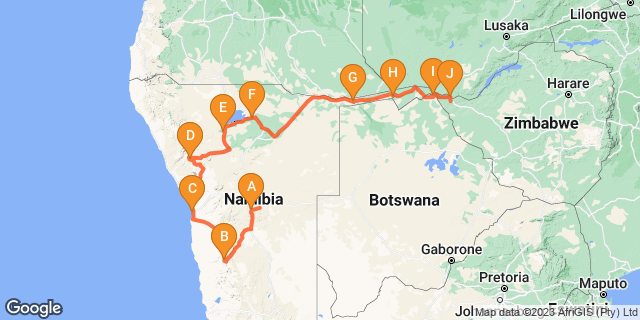 Lilongwe
Lusaka
F
G
H
I
J
E
Harare
D
Zimbabwe
A
C
Namibia
Botswana
B
Gaborone
Pretoria
Maputo
Google
Map data ©2023 AfriGIS (Pty) Ltd